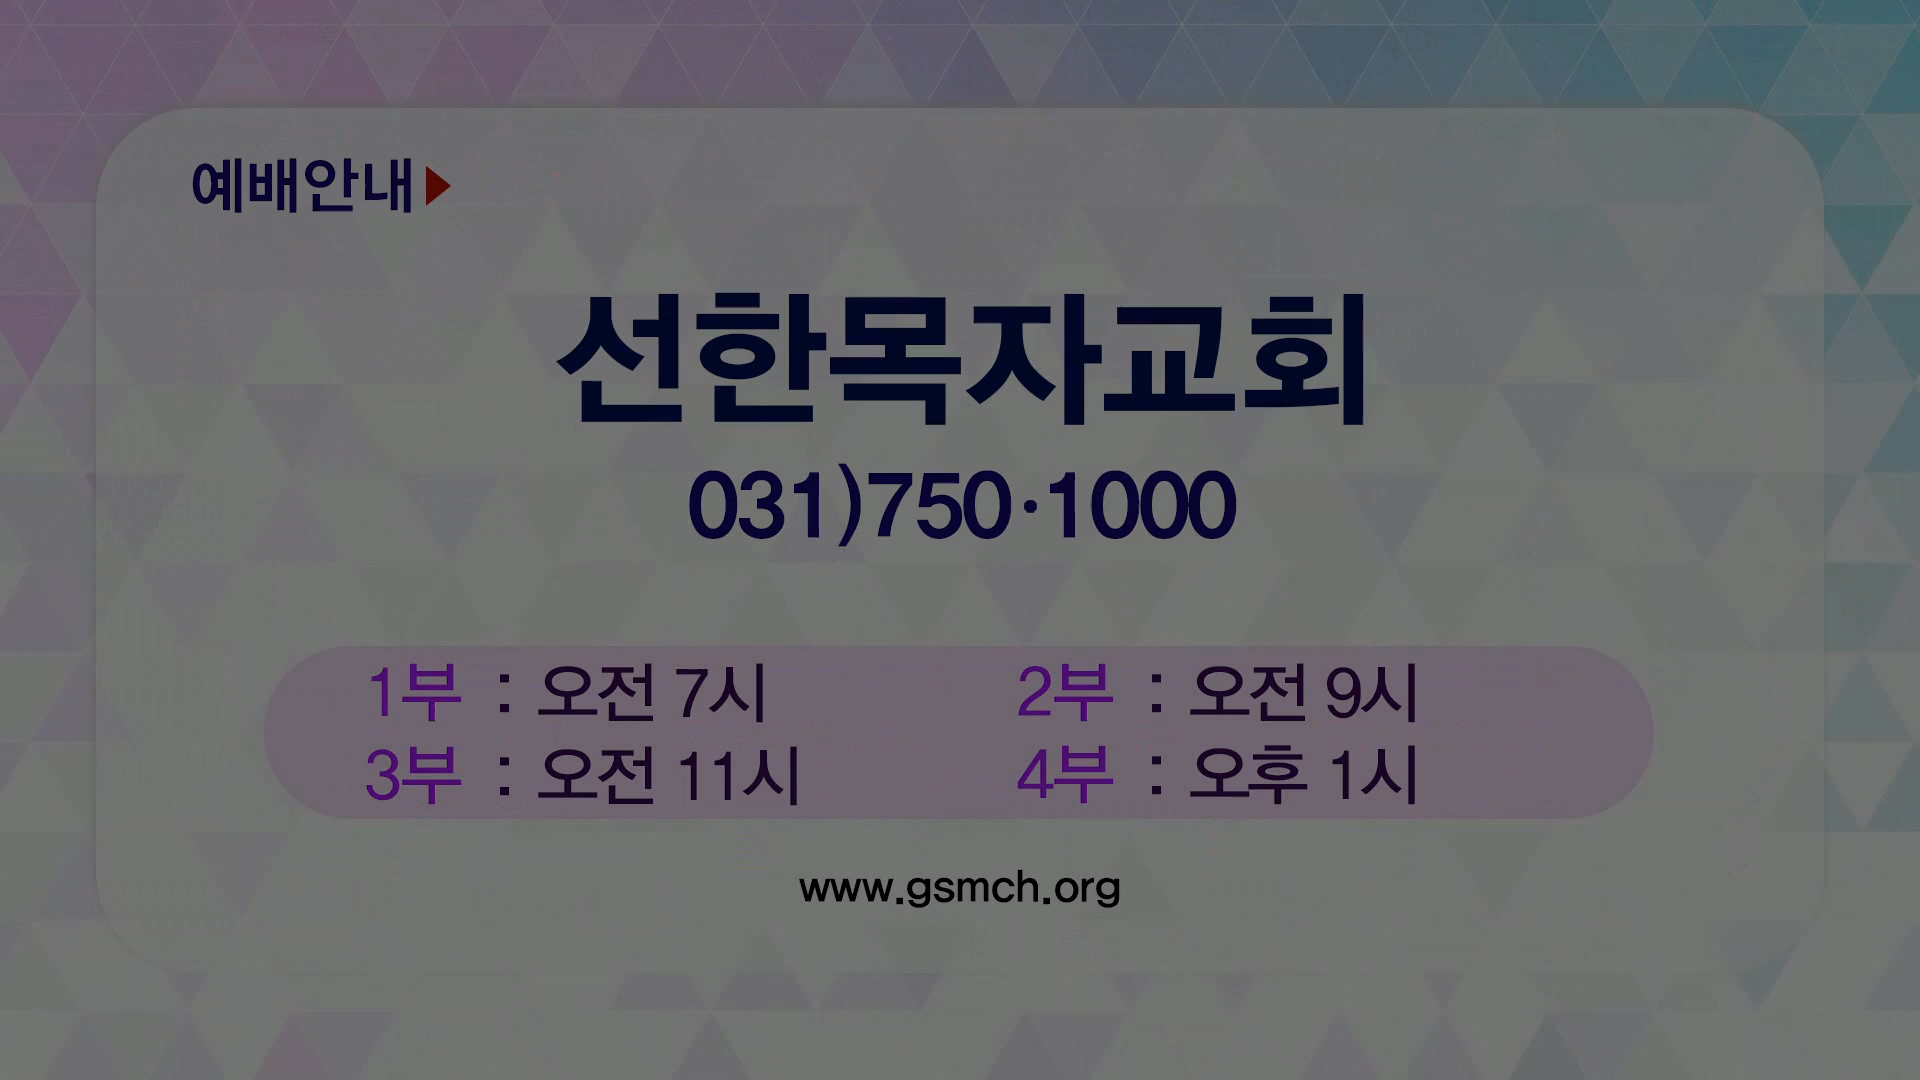 예배안내▶
선한목자교회
031)750·1000
1부 : 오전 7시 2부 : 오전 9시
3부 : 오전 11시 4부 : 오후 1시
www.gsmch.org